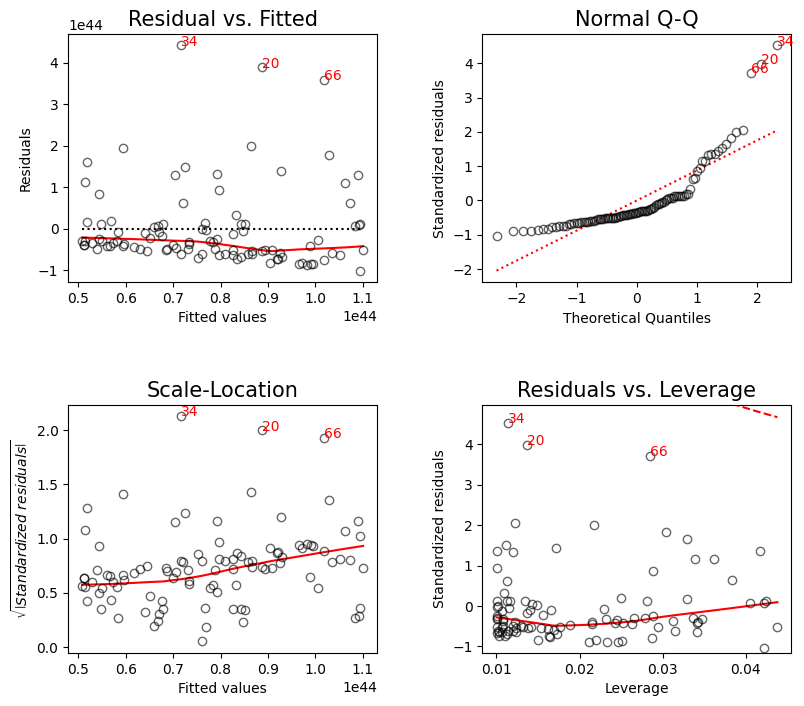 Residual vs. Fitted
1e44
34
20
66
4
3
2
1
0
−1
Residuals
0.5 0.6 0.7 0.8 0.9 1.0 1.1
Fitted values
1e44
Normal Q-Q
34
20
66
4
3
2
1
0
−1
−2
Standardized residuals
−2 −1 0 1 2
Theoretical Quantiles
Scale-Location
34
20
66
2.0
1.5
1.0
0.5
0.0
√|Standardized residuals|
0.5 0.6 0.7 0.8 0.9 1.0 1.1
Fitted values
1e44
Residuals vs. Leverage
34
20
66
4
3
2
1
0
−1
Standardized residuals
0.01 0.02 0.03 0.04
Leverage